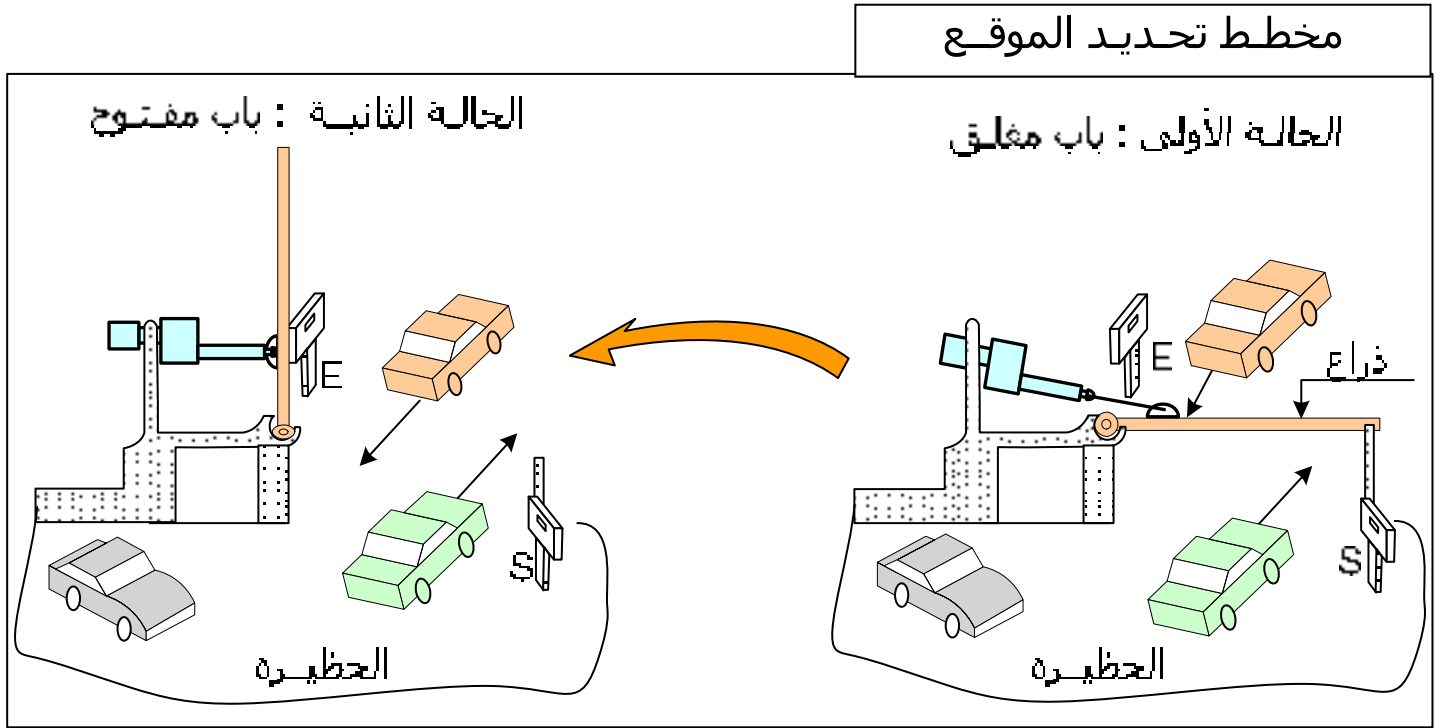 مخطط تحديد الموقع
الحالة الأولى : باب مغلق
الحالة الثانية : باب مفتوح
E
ذراع
S
الحظيرة
E
S
الحظيرة